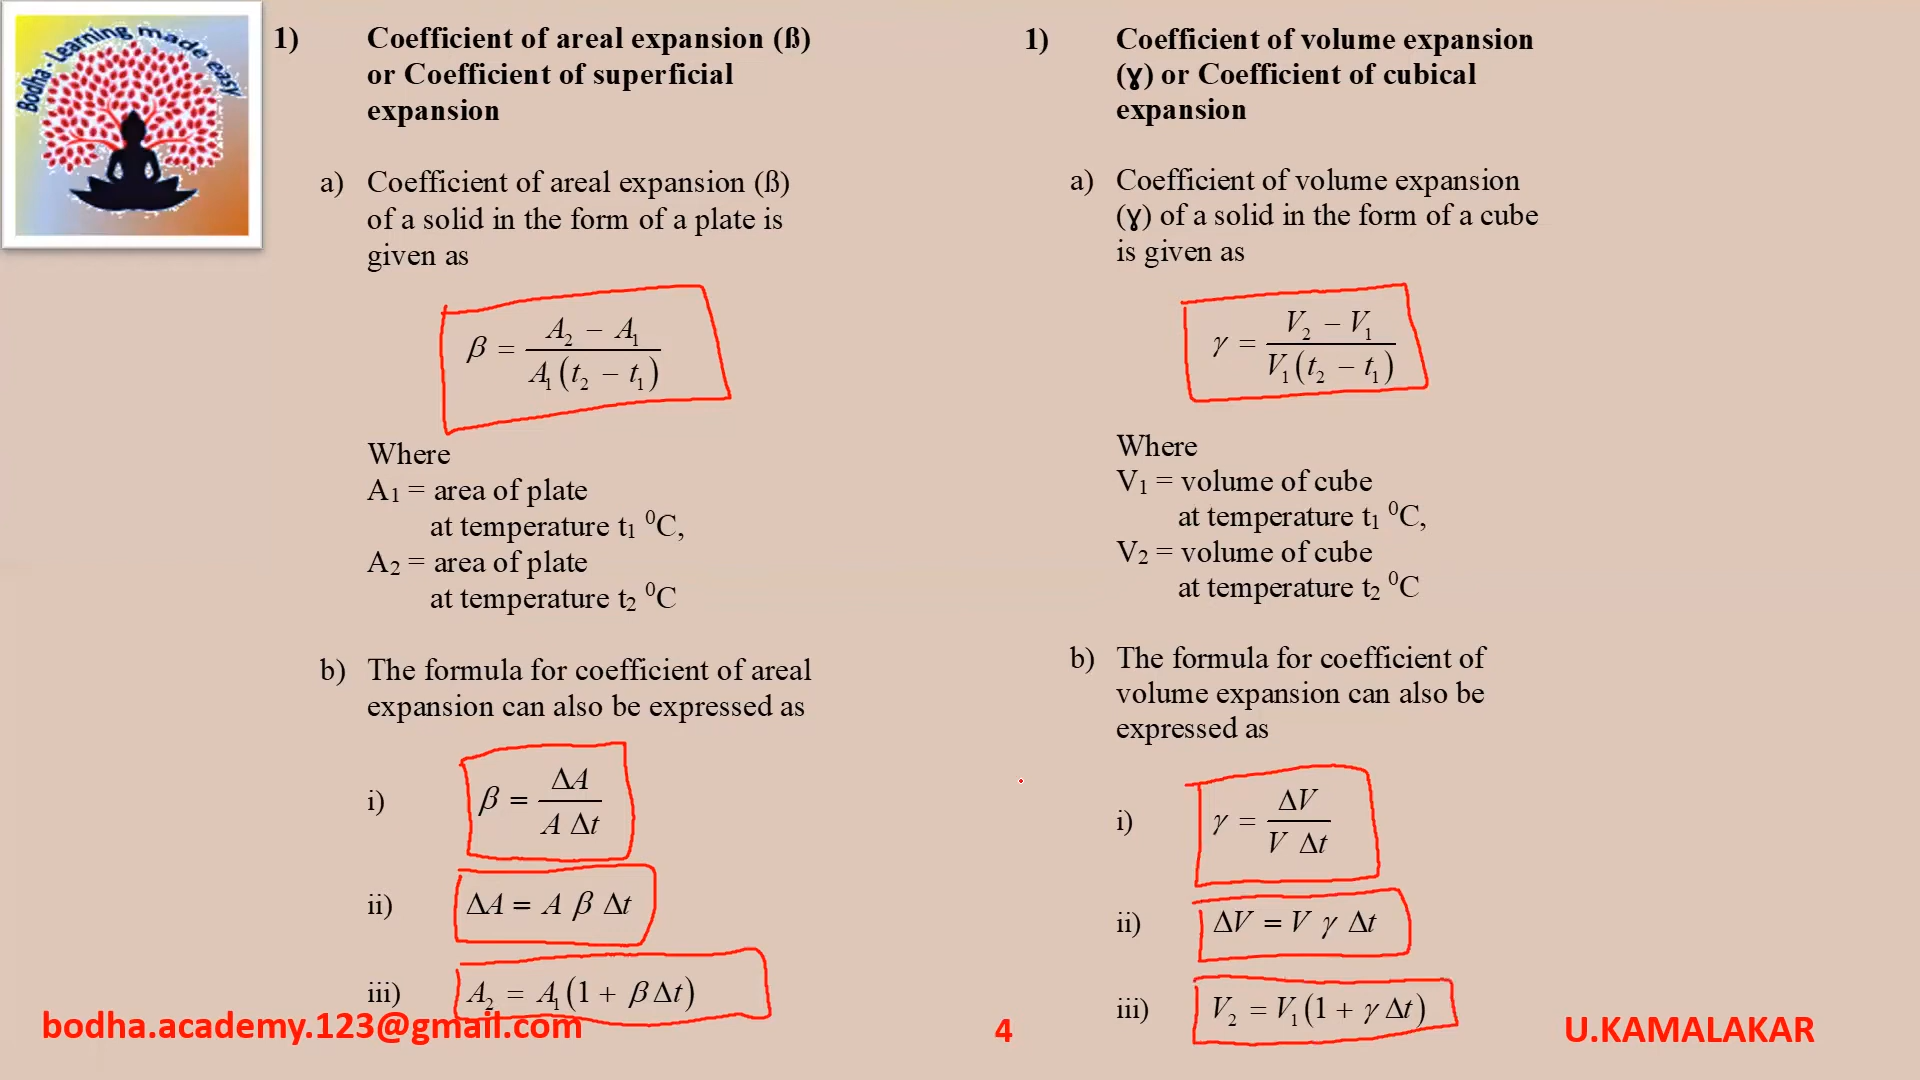 Bodha - Learning made easy
1) Coefficient of areal expansion (ß)
or Coefficient of superficial
expansion
a) Coefficient of areal expansion (ß)
of a solid in the form of a plate is
given as
β = (A₂ − A₁) / (A₁(t₂ − t₁))
Where
A₁ = area of plate
at temperature t₁ ⁰C,
A₂ = area of plate
at temperature t₂ ⁰C
b) The formula for coefficient of areal
expansion can also be expressed as
i) β = ΔA / (A Δt)
ii) ΔA = A β Δt
iii) A₂ = A₁(1 + β Δt)
1) Coefficient of volume expansion
(ɣ) or Coefficient of cubical
expansion
a) Coefficient of volume expansion
(ɣ) of a solid in the form of a cube
is given as
γ = (V₂ − V₁) / (V₁(t₂ − t₁))
Where
V₁ = volume of cube
at temperature t₁ ⁰C,
V₂ = volume of cube
at temperature t₂ ⁰C
b) The formula for coefficient of
volume expansion can also be
expressed as
i) γ = ΔV / (V Δt)
ii) ΔV = V γ Δt
iii) V₂ = V₁(1 + γ Δt)
bodha.academy.123@gmail.com
4
U.KAMALAKAR